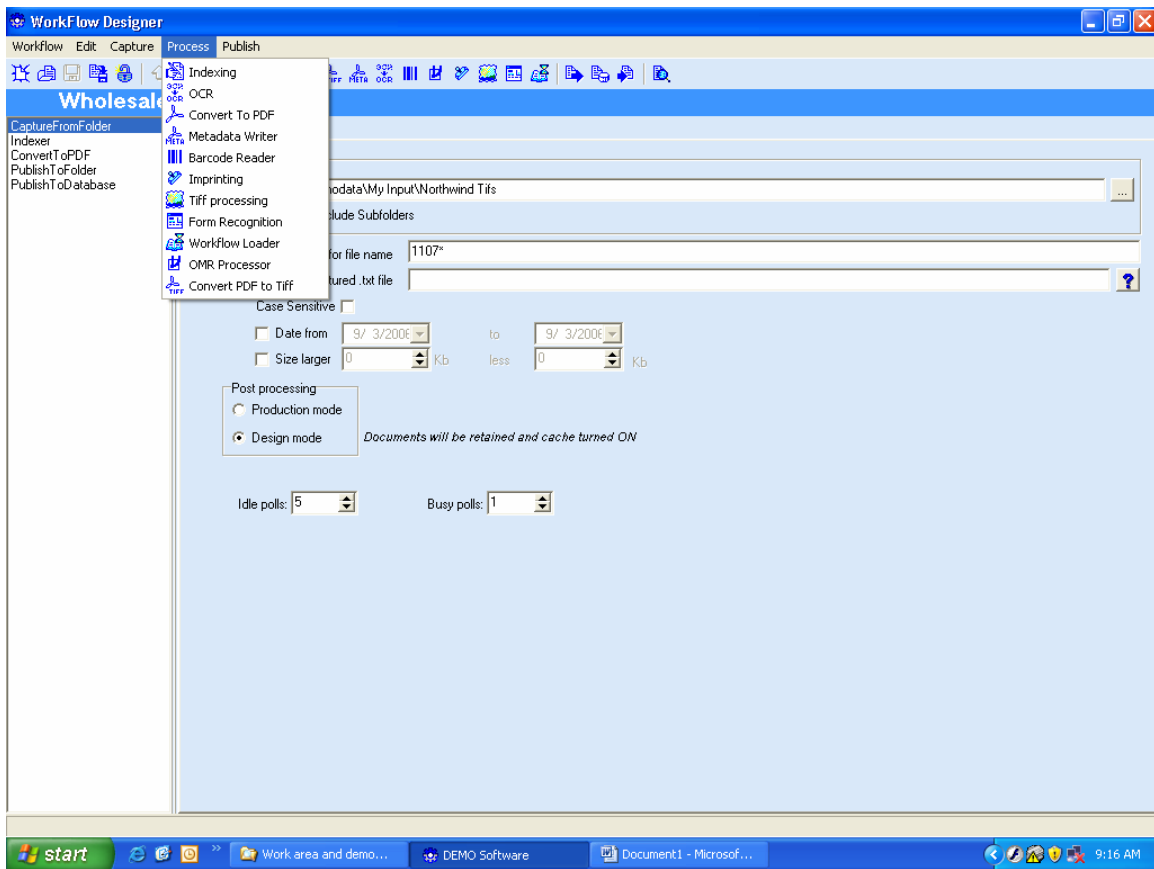 WorkFlow Designer
Workflow Edit Capture Process Publish
Wholesale
CaptureFromFolder
Indexer
ConvertToPDF
PublishToFolder
PublishToDatabase
Indexing
OCR
Convert To PDF
Metadata Writer
Barcode Reader
Imprinting
Tiff processing
Form Recognition
Workflow Loader
OMR Processor
Convert PDF to Tiff
\My Input\Northwind Tifs
...
Subfolders
for file name 1107*
.txt file
?
Case Sensitive
Date from 9/ 3/200 to 9/ 3/200
Size larger 0 Kb less 0 Kb
Post processing
Production mode
Design mode Documents will be retained and cache turned ON
Idle polls: 5 Busy polls: 1
start
Work area and demo...
DEMO Software
Document1 - Microsof...
9:16 AM